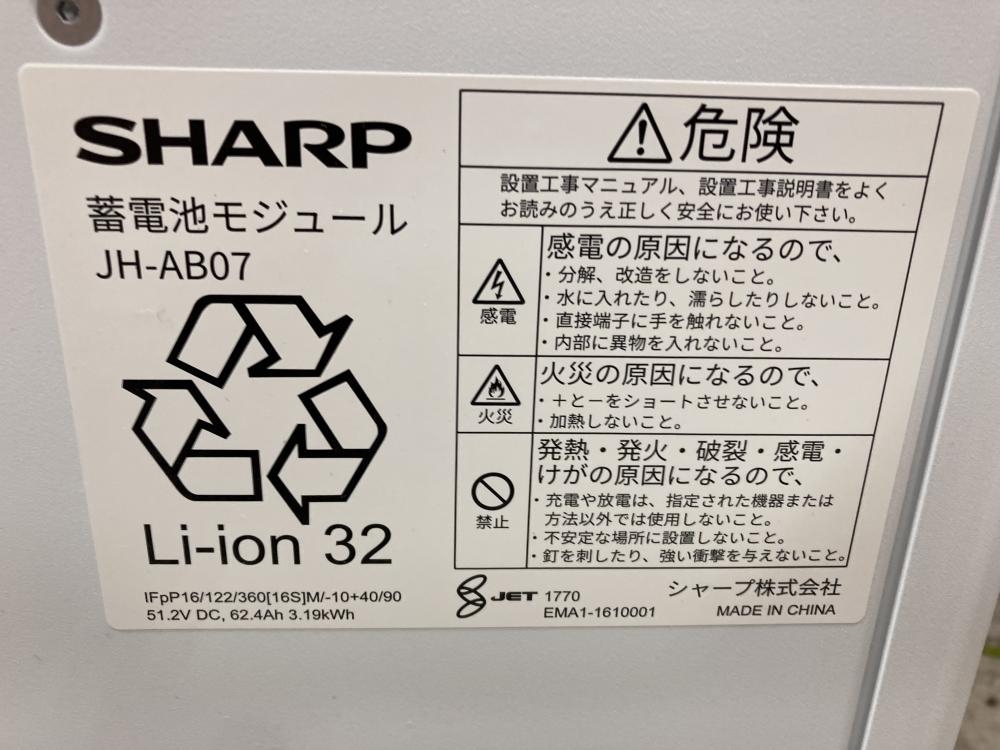 SHARP
蓄電池モジュール
JH-AB07
Li-ion 32
IFpP16/122/360[16S]M/-10+40/90
51.2V DC, 62.4Ah 3.19kWh
危険
設置工事マニュアル、設置工事説明書をよく
お読みのうえ正しく安全にお使い下さい。
感電
感電の原因になるので、
・分解、改造をしないこと。
・水に入れたり、濡らしたりしないこと。
・直接端子に手を触れないこと。
・内部に異物を入れないこと。
火災
火災の原因になるので、
・＋と－をショートさせないこと。
・加熱しないこと。
禁止
発熱・発火・破裂・感電・
けがの原因になるので、
・充電や放電は、指定された機器または
方法以外では使用しないこと。
・不安定な場所に設置しないこと。
・釘を刺したり、強い衝撃を与えないこと。
JET 1770
EMA1-1610001
シャープ株式会社
MADE IN CHINA